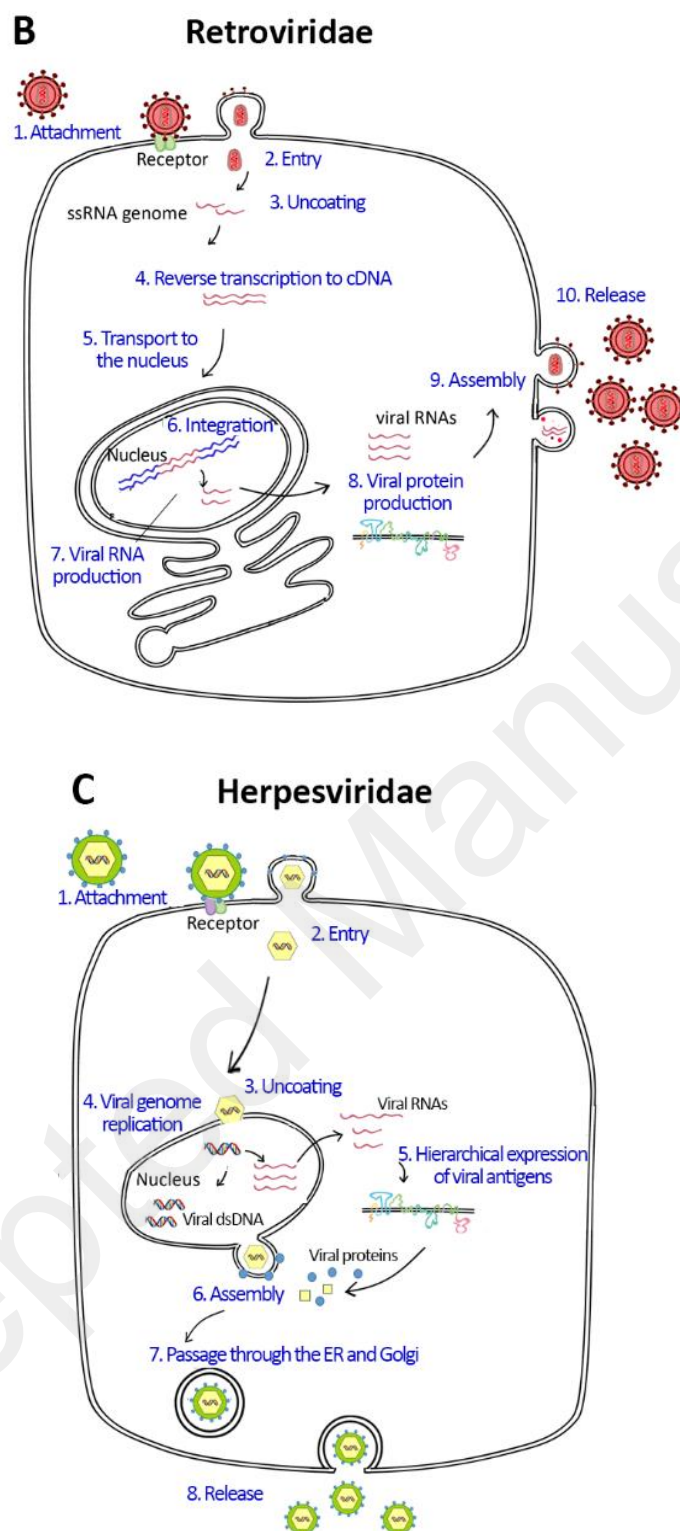 B
Retroviridae
1. Attachment
Receptor
2. Entry
3. Uncoating
ssRNA genome
4. Reverse transcription to cDNA
10. Release
5. Transport to
the nucleus
9. Assembly
6. Integration
viral RNAs
Nucleus
8. Viral protein
production
7. Viral RNA
production
C
Herpesviridae
1. Attachment
Receptor
2. Entry
3. Uncoating
4. Viral genome
replication
Viral RNAs
5. Hierarchical expression
of viral antigens
Nucleus
Viral dsDNA
Viral proteins
6. Assembly
7. Passage through the ER and Golgi
8. Release
pted Manus